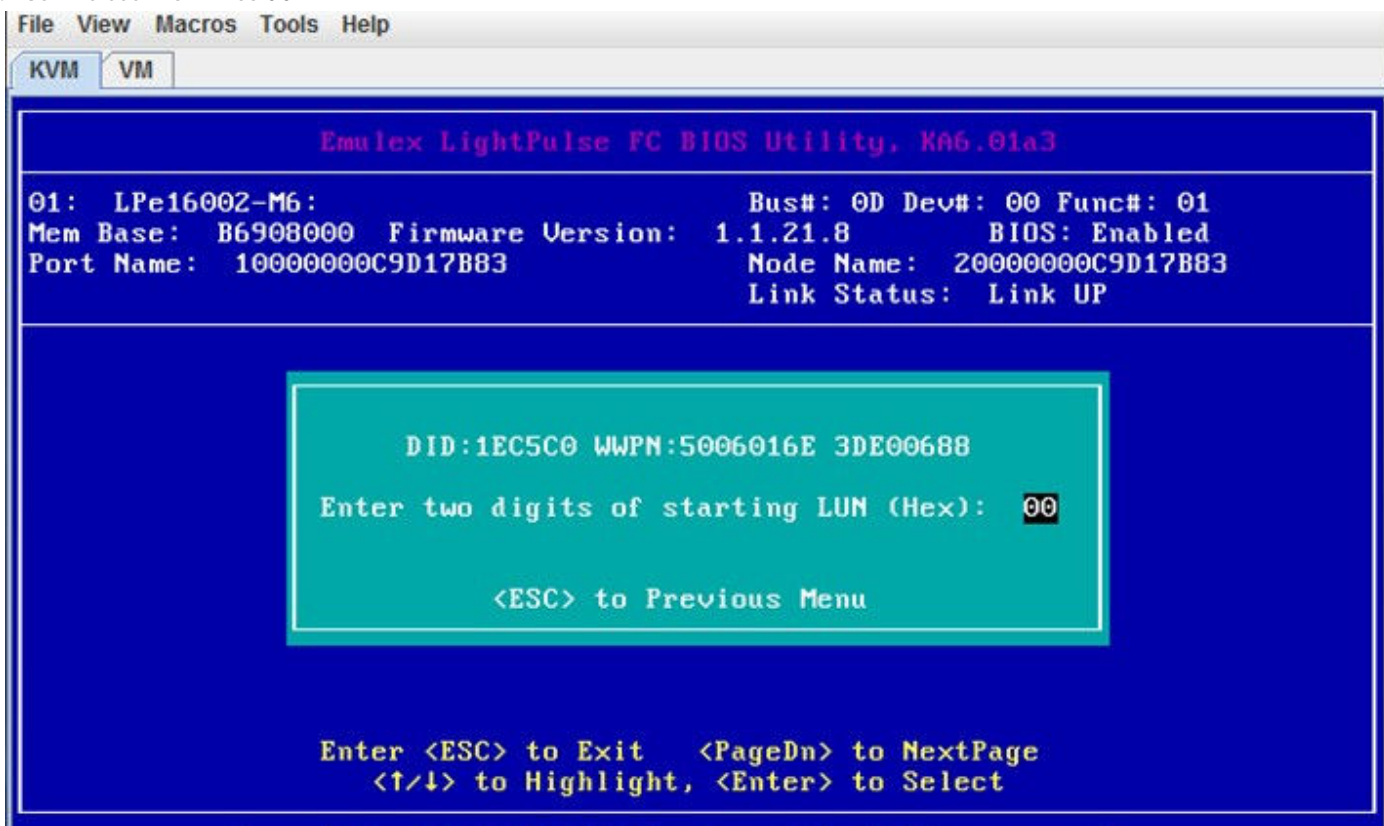 File View Macros Tools Help
KVM VM
Emulex LightPulse FC BIOS Utility, KA6.01a3
01: LPe16002-M6: Bus#: 0D Dev#: 00 Func#: 01
Mem Base: B6908000 Firmware Version: 1.1.21.8 BIOS: Enabled
Port Name: 10000000C9D17B83 Node Name: 20000000C9D17B83
Link Status: Link UP
DID:1EC5C0 WWPN:5006016E 3DE00688
Enter two digits of starting LUN (Hex): 00
<ESC> to Previous Menu
Enter <ESC> to Exit <PageDn> to NextPage
<↑/↓> to Highlight, <Enter> to Select